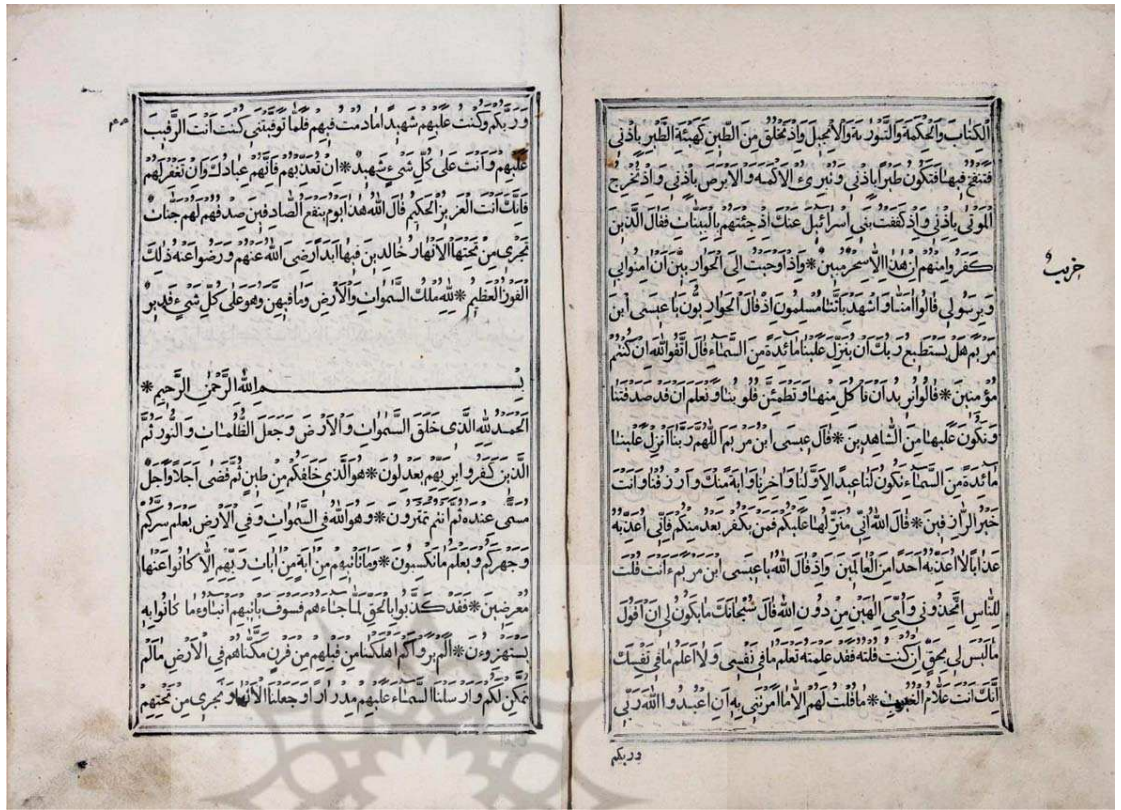 الكتاب والحكمة والتوراية والانجيل واذ تخلق من الطين كهيئة الطير باذني
فتنفخ فيها فتكون طيراً باذني وتبرئ الاكمه والابرص باذني واذ تخرج
الموتى باذني واذ كففت بني اسرائيل عنك اذ جئتهم بالبينات فقال الذين
كفروا منهم ان هذا الا سحر مبين * واذ اوحيت الى الحواريين ان امنوا بي
وبرسولي قالوا امنا واشهد باننا مسلمون اذ قال الحواريون يا عيسى ابن
مريم هل يستطيع ربك ان ينزل علينا مائدة من السماء قال اتقوا الله ان كنتم
مؤمنين * قالوا نريد ان نأكل منها وتطمئن قلوبنا ونعلم ان قد صدقتنا
ونكون عليها من الشاهدين * قال عيسى ابن مريم اللهم ربنا انزل علينا
مائدة من السماء تكون لنا عيداً لاولنا واخرنا واية منك وارزقنا وانت
خير الرازقين * قال الله اني منزلها عليكم فمن يكفر بعد منكم فاني اعذبه
عذاباً لا اعذبه احداً من العالمين واذ قال الله يا عيسى ابن مريم ءانت قلت
للناس اتخذوني وامي الهين من دون الله قال سبحانك ما يكون لي ان اقول
ما ليس لي بحق ان كنت قلته فقد علمته تعلم ما في نفسي ولا اعلم ما في نفسك
انك انت علام الغيوب * ما قلت لهم الا ما امرتني به ان اعبدوا الله ربي
وربكم
وربكم وكنت عليهم شهيداً ما دمت فيهم فلما توفيتني كنت انت الرقيب
عليهم وانت على كل شيء شهيد * ان تعذبهم فانهم عبادك وان تغفر لهم
فانك انت العزيز الحكيم قال الله هذا يوم ينفع الصادقين صدقهم لهم جنات
تجري من تحتها الانهار خالدين فيها ابداً رضي الله عنهم ورضوا عنه ذلك
الفوز العظيم * لله ملك السموات والارض وما فيهن وهو على كل شيء قدير
بسم الله الرحمن الرحيم *
الحمد لله الذي خلق السموات والارض وجعل الظلمات والنور ثم
الذين كفروا بربهم يعدلون * هو الذي خلقكم من طين ثم قضى اجلاً واجل
مسمى عنده ثم انتم تمترون * وهو الله في السموات وفي الارض يعلم سركم
وجهركم ويعلم ما تكسبون * وما تأتيهم من اية من ايات ربهم الا كانوا عنها
معرضين * فقد كذبوا بالحق لما جاءهم فسوف يأتيهم انباؤا ما كانوا به
يستهزءون * الم يروا كم اهلكنا من قبلهم من قرن مكناهم في الارض ما لم
نمكن لكم وارسلنا السماء عليهم مدراراً وجعلنا الانهار تجري من تحتهم